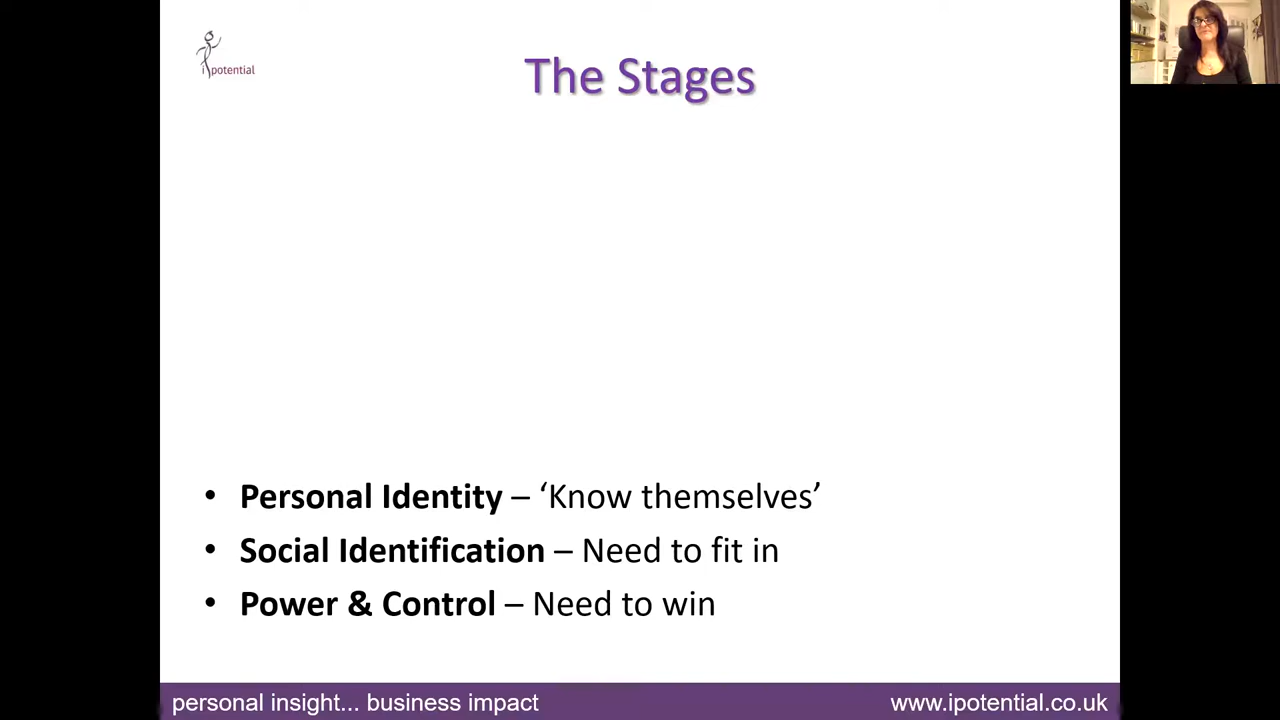 ipotential
The Stages
• Personal Identity – ‘Know themselves’
• Social Identification – Need to fit in
• Power & Control – Need to win
personal insight... business impact
www.ipotential.co.uk